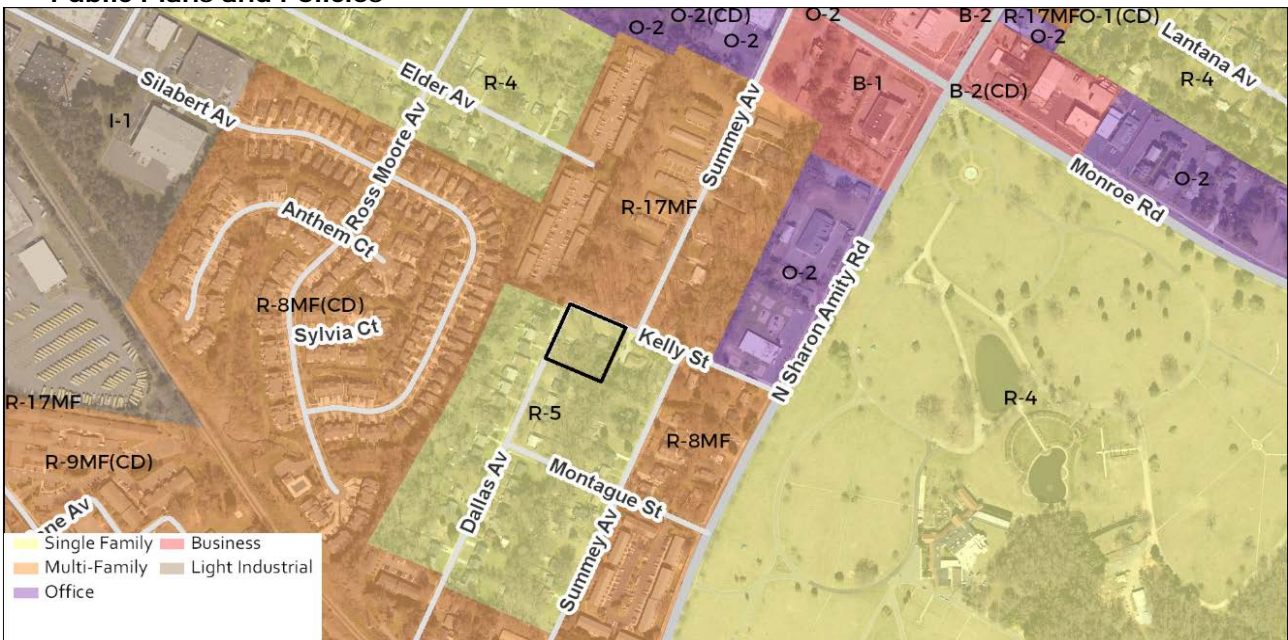 Public Plans and Policies
O-2(CD)
O-2
O-2
O-2
B-2
R-17MF
O-1(CD)
O-2
Lantana Av
R-4
Silabert Av
Elder Av
R-4
I-1
Ross Moore Av
B-1
B-2(CD)
Summey Av
O-2
Monroe Rd
Anthem Ct
R-17MF
O-2
N Sharon Amity Rd
R-8MF(CD)
Sylvia Ct
Kelly St
R-4
R-17MF
R-5
R-8MF
R-9MF(CD)
Dallas Av
Montague St
Summey Av
ne Av
Single Family
Business
Multi-Family
Light Industrial
Office